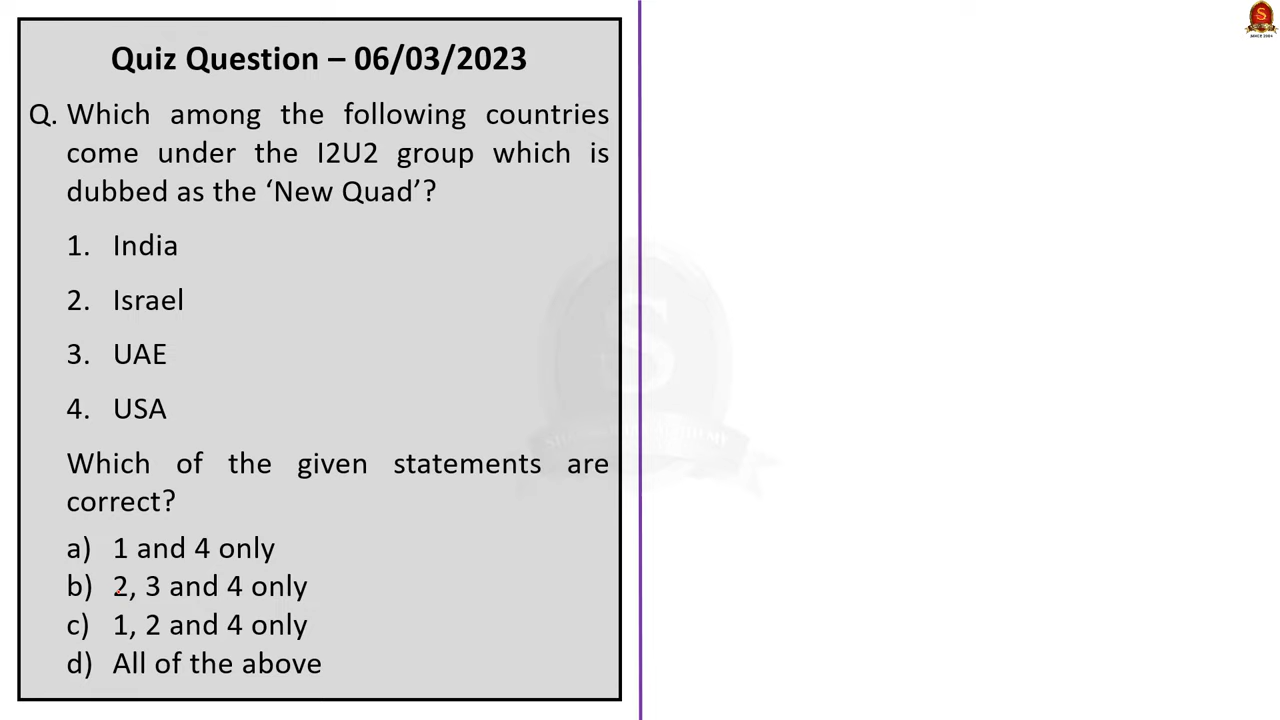 Quiz Question – 06/03/2023
Q. Which among the following countries
come under the I2U2 group which is
dubbed as the ‘New Quad’?
1. India
2. Israel
3. UAE
4. USA
Which of the given statements are
correct?
a) 1 and 4 only
b) 2, 3 and 4 only
c) 1, 2 and 4 only
d) All of the above
S